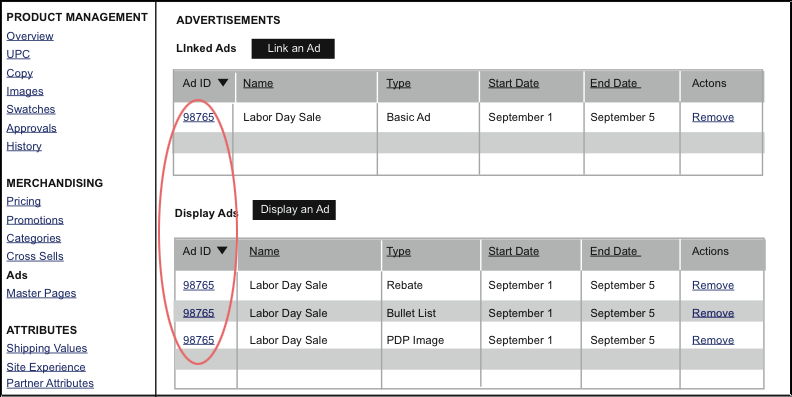 PRODUCT MANAGEMENT
Overview
UPC
Copy
Images
Swatches
Approvals
History
MERCHANDISING
Pricing
Promotions
Categories
Cross Sells
Ads
Master Pages
ATTRIBUTES
Shipping Values
Site Experience
Partner Attributes
ADVERTISEMENTS
LInked Ads Link an Ad
Ad ID Name Type Start Date End Date Actons
98765 Labor Day Sale Basic Ad September 1 September 5 Remove
Display Ads Display an Ad
Ad ID Name Type Start Date End Date Actions
98765 Labor Day Sale Rebate September 1 September 5 Remove
98765 Labor Day Sale Bullet List September 1 September 5 Remove
98765 Labor Day Sale PDP Image September 1 September 5 Remove